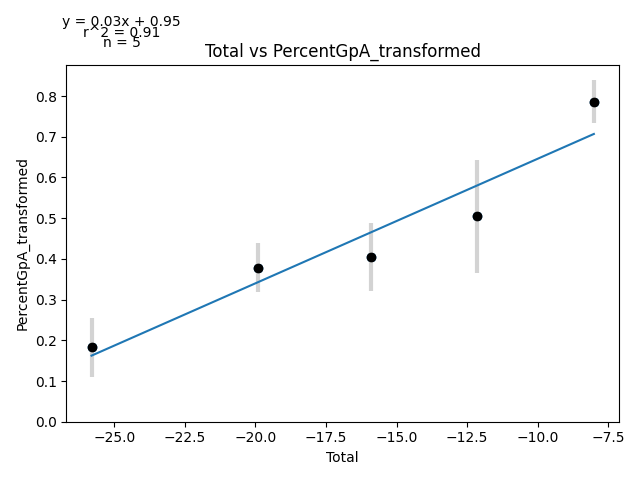 y = 0.03x + 0.95
r^2 = 0.91
n = 5
Total vs PercentGpA_transformed
PercentGpA_transformed
0.8
0.7
0.6
0.5
0.4
0.3
0.2
0.1
0.0
−25.0 −22.5 −20.0 −17.5 −15.0 −12.5 −10.0 −7.5
Total